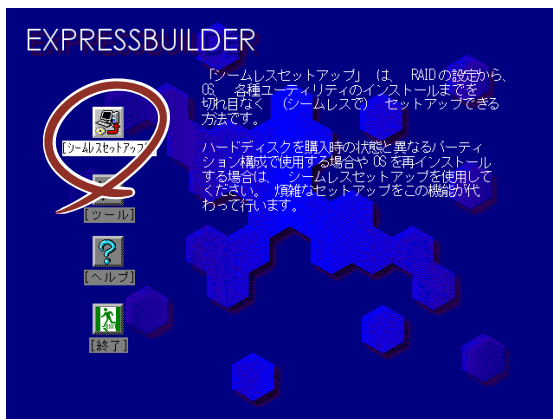 EXPRESSBUILDER
「シームレスセットアップ」 は、 RAIDの設定から、
OS、 各種ユーティリティのインストールまでを
切れ目なく (シームレスで) セットアップできる
方法です。
ハードディスクを購入時の状態と異なるパーティ
ション構成で使用する場合や OS を再インストール
する場合は、 シームレスセットアップを使用して
ください。 煩雑なセットアップをこの機能が代
わって行います。
[シームレスセットアップ]
[ツール]
[ヘルプ]
[終了]